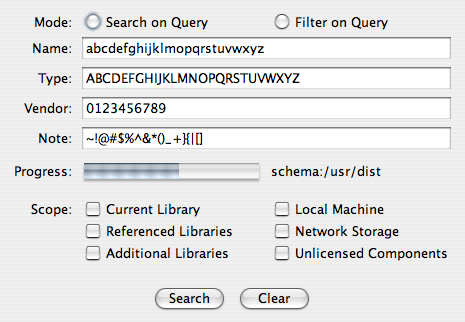 Mode: Search on Query Filter on Query
Name: abcdefghijklmopqrstuvwxyz
Type: ABCDEFGHIJKLMNOPQRSTUVWXYZ
Vendor: 0123456789
Note: ~!@#$%^&*()_+}{|[]
Progress: schema:/usr/dist
Scope: Current Library Local Machine
Referenced Libraries Network Storage
Additional Libraries Unlicensed Components
Search Clear